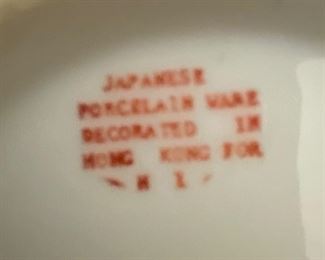 JAPANESE
PORCELAIN WARE
DECORATED IN
HONG KONG FOR
H I